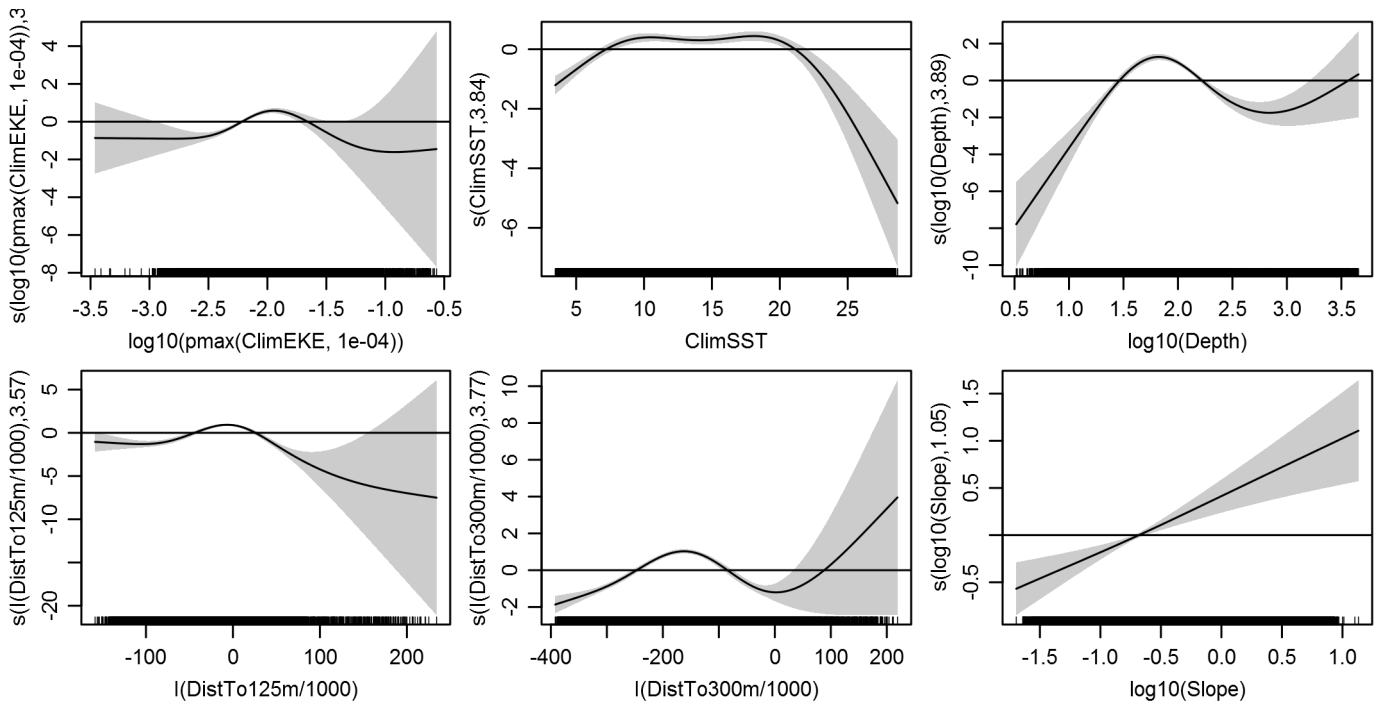 s(log10(pmax(ClimEKE, 1e-04)),3
4
2
0
-2
-4
-6
-8
-3.5 -3.0 -2.5 -2.0 -1.5 -1.0 -0.5
log10(pmax(ClimEKE, 1e-04))
s(ClimSST,3.84)
0
-2
-4
-6
5 10 15 20 25
ClimSST
s(log10(Depth),3.89)
2
0
-2
-4
-6
-10
0.5 1.0 1.5 2.0 2.5 3.0 3.5
log10(Depth)
s(I(DistTo125m/1000),3.57)
5
0
-5
-10
-20
-100 0 100 200
I(DistTo125m/1000)
s(I(DistTo300m/1000),3.77)
10
8
6
4
2
0
-2
-400 -200 0 100 200
I(DistTo300m/1000)
s(log10(Slope),1.05)
1.5
1.0
0.5
-0.5
-1.5 -1.0 -0.5 0.0 0.5 1.0
log10(Slope)